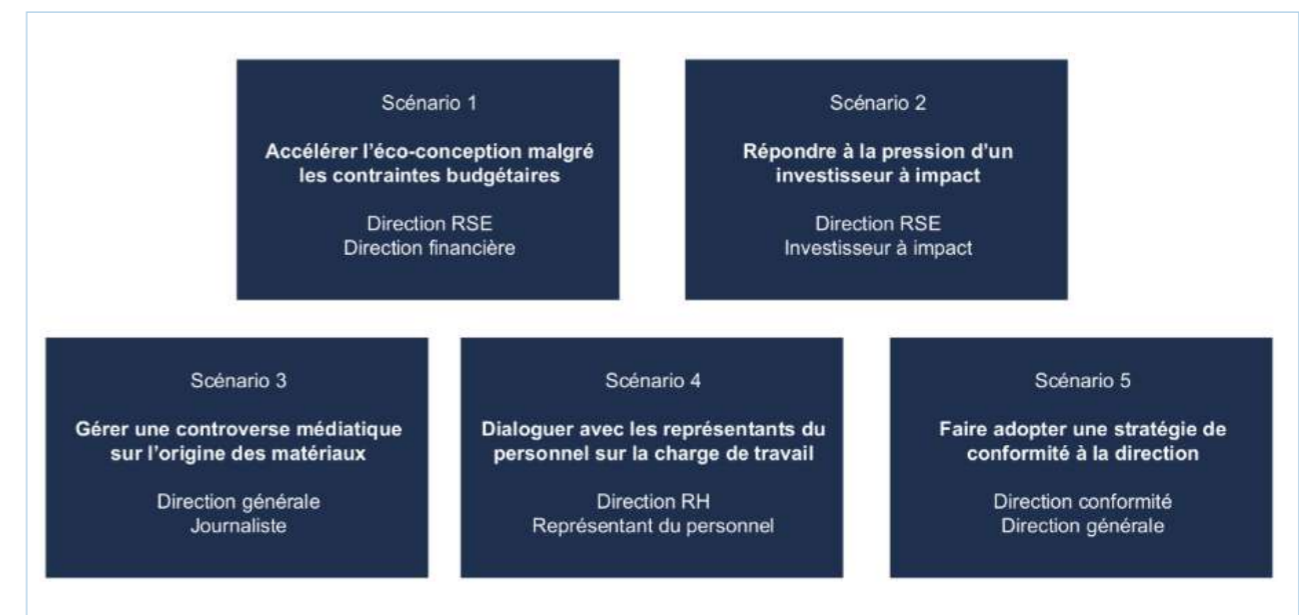 Scénario 1
Accélérer l'éco-conception malgré
les contraintes budgétaires
Direction RSE
Direction financière
Scénario 2
Répondre à la pression d'un
investisseur à impact
Direction RSE
Investisseur à impact
Scénario 3
Gérer une controverse médiatique
sur l'origine des matériaux
Direction générale
Journaliste
Scénario 4
Dialoguer avec les représentants du
personnel sur la charge de travail
Direction RH
Représentant du personnel
Scénario 5
Faire adopter une stratégie de
conformité à la direction
Direction conformité
Direction générale